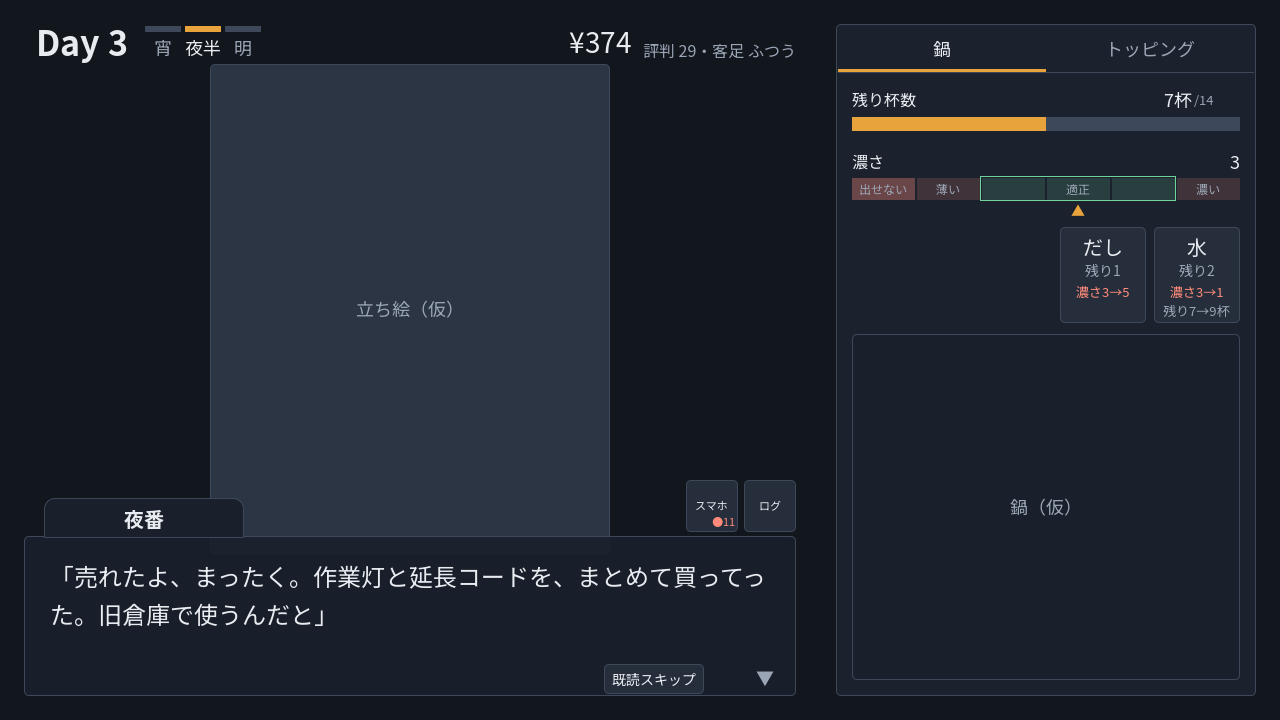 Day 3
宵 夜半 明
¥374 評判 29・客足 ふつう
立ち絵（仮）
スマホ
11
ログ
夜番
「売れたよ、まったく。作業灯と延長コードを、まとめて買ってっ
た。旧倉庫で使うんだと」
既読スキップ
▼
鍋 トッピング
残り杯数 7杯/14
濃さ 3
出せない 薄い 適正 濃い
だし
残り1
濃さ3→5
水
残り2
濃さ3→1
残り7→9杯
鍋（仮）